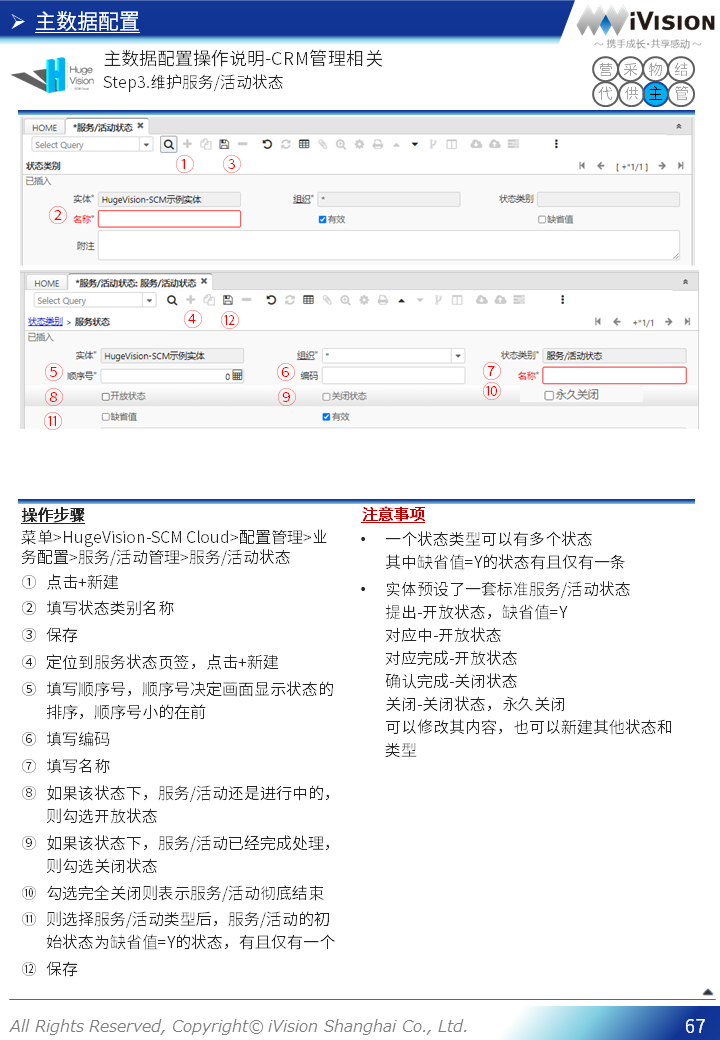 主数据配置
iVision
～ 携手成长·共享感动 ～
Huge Vision
主数据配置操作说明-CRM管理相关
Step3.维护服务/活动状态
营 采 物 结
代 供 主 管
HOME *服务/活动状态
Select Query
① ③
状态类别 [ +*1/1 ]
已插入
实体* HugeVision-SCM示例实体 组织* * 状态类别
② 名称* 有效 缺省值
附注
HOME *服务/活动状态: 服务/活动状态
Select Query
④ ⑫
状态类别 > 服务状态 +*1/1
已插入
实体* HugeVision-SCM示例实体 组织* * 状态类别* 服务/活动状态
⑤ 顺序号* 0 ⑥ 编码 ⑦ 名称*
⑧ 开放状态 ⑨ 关闭状态 ⑩ 永久关闭
⑪ 缺省值 有效
操作步骤
菜单>HugeVision-SCM Cloud>配置管理>业
务配置>服务/活动管理>服务/活动状态
① 点击+新建
② 填写状态类别名称
③ 保存
④ 定位到服务状态页签，点击+新建
⑤ 填写顺序号，顺序号决定画面显示状态的
排序，顺序号小的在前
⑥ 填写编码
⑦ 填写名称
⑧ 如果该状态下，服务/活动还是进行中的，
则勾选开放状态
⑨ 如果该状态下，服务/活动已经完成处理，
则勾选关闭状态
⑩ 勾选完全关闭则表示服务/活动彻底结束
⑪ 则选择服务/活动类型后，服务/活动的初
始状态为缺省值=Y的状态，有且仅有一个
⑫ 保存
注意事项
• 一个状态类型可以有多个状态
其中缺省值=Y的状态有且仅有一条
• 实体预设了一套标准服务/活动状态
提出-开放状态，缺省值=Y
对应中-开放状态
对应完成-开放状态
确认完成-关闭状态
关闭-关闭状态，永久关闭
可以修改其内容，也可以新建其他状态和
类型
All Rights Reserved, Copyright© iVision Shanghai Co., Ltd.
67